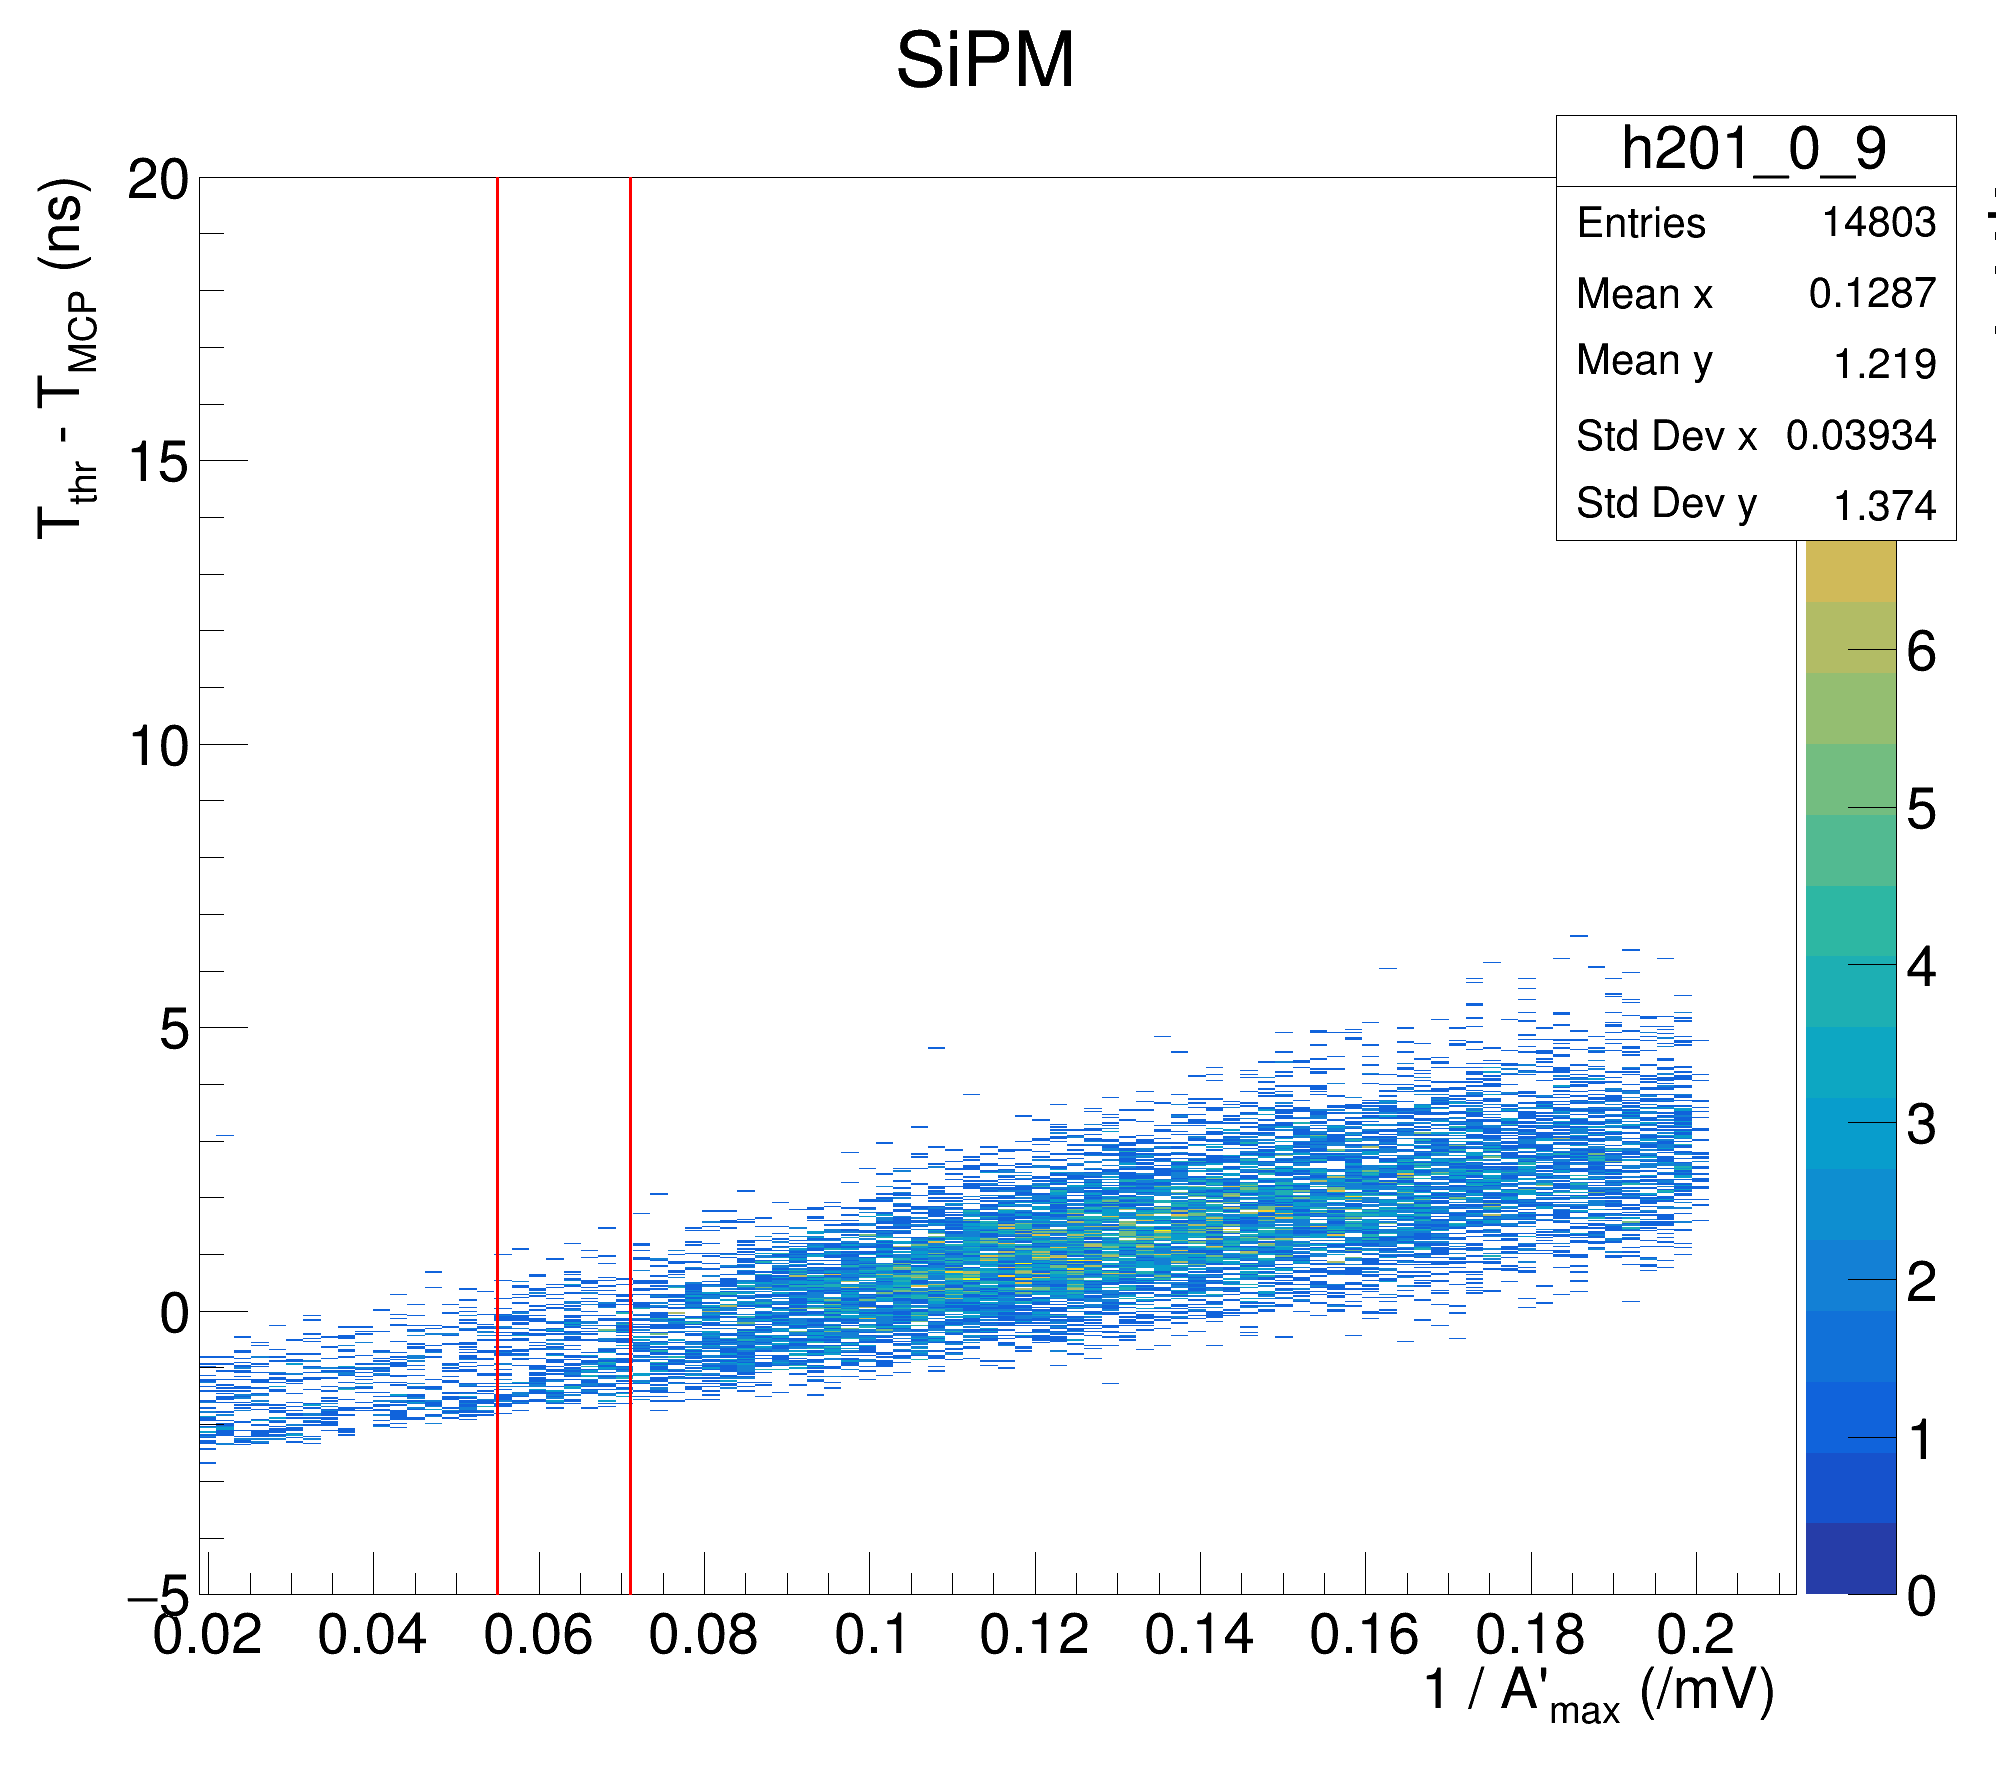 SiPM
h201_0_9
Entries 14803
Mean x 0.1287
Mean y 1.219
Std Dev x 0.03934
Std Dev y 1.374
T_thr - T_MCP (ns)
20
15
10
5
0
−5
0.02 0.04 0.06 0.08 0.1 0.12 0.14 0.16 0.18 0.2
1 / A'_max (/mV)
6
5
4
3
2
1
0